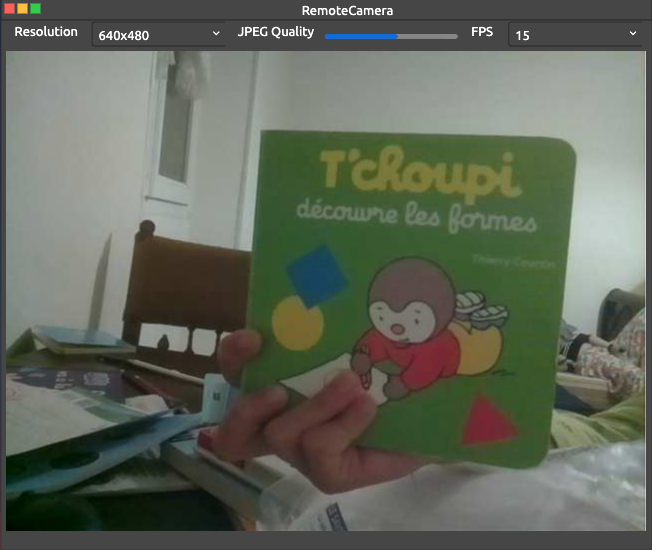 RemoteCamera
Resolution 640x480 JPEG Quality FPS 15
T'choupi
découvre les formes
Thierry Courtin